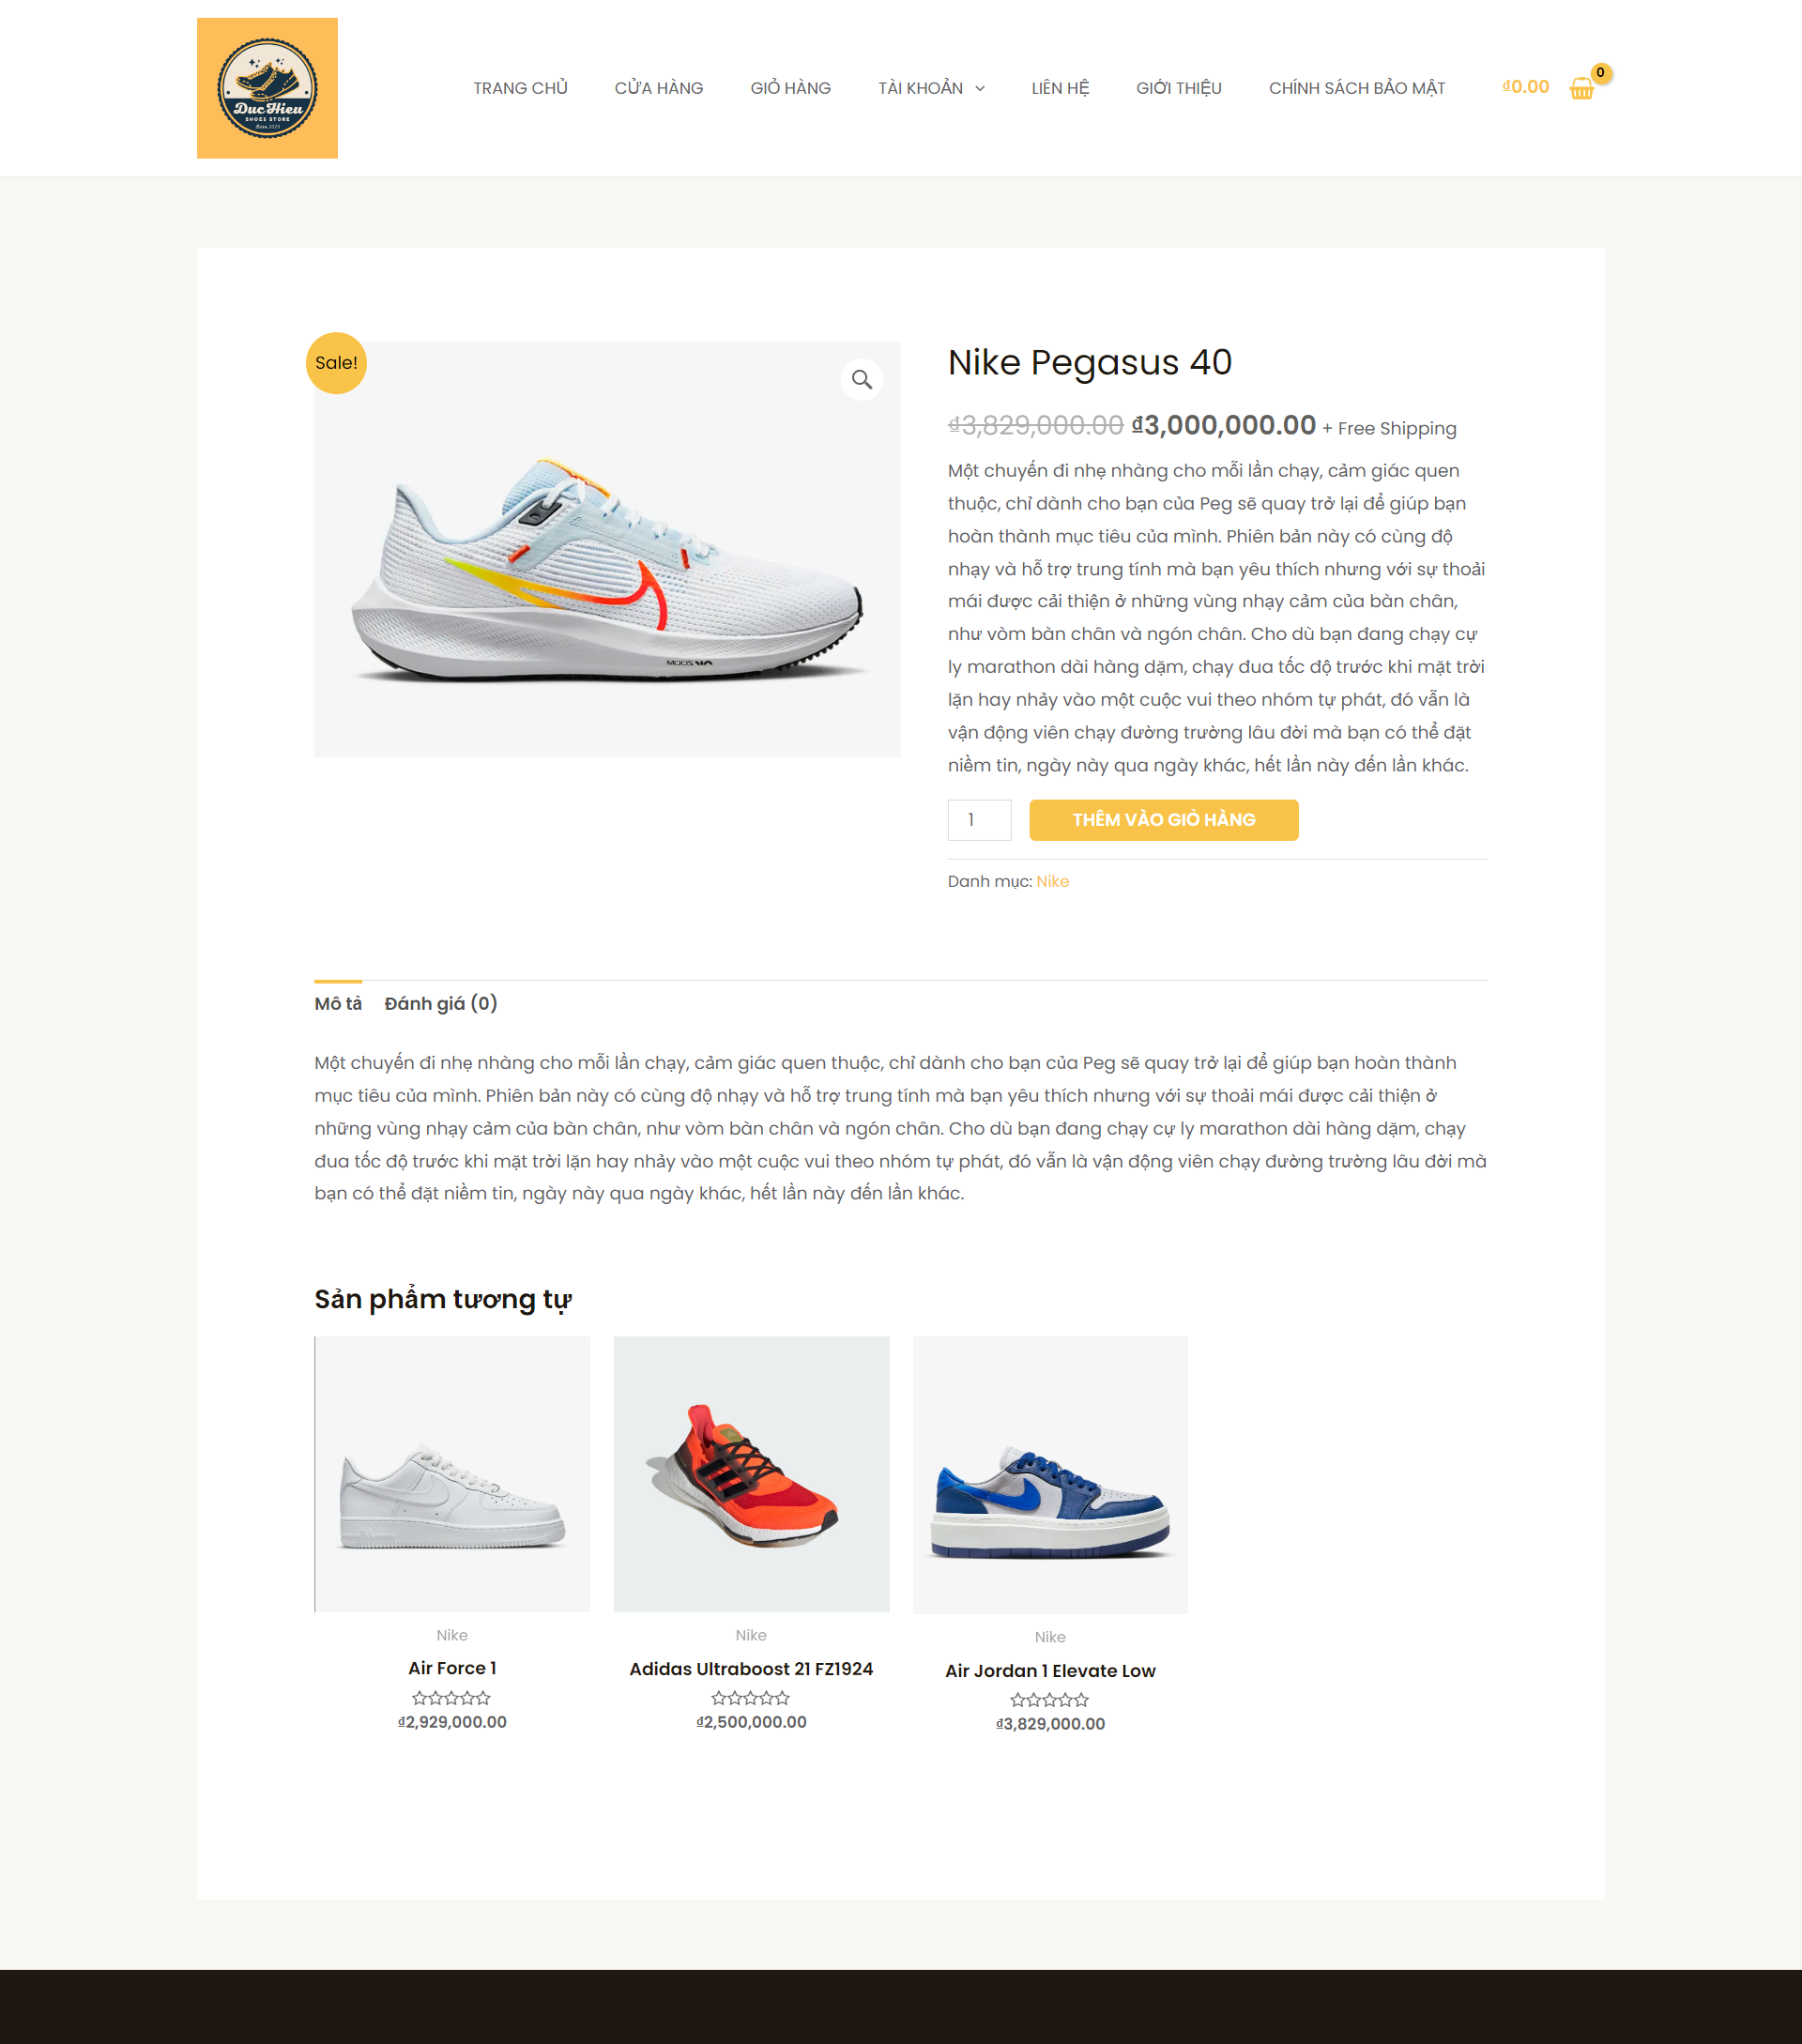 Duc Hieu
SHOES STORE
TRANG CHỦ
CỬA HÀNG
GIỎ HÀNG
TÀI KHOẢN
LIÊN HỆ
GIỚI THIỆU
CHÍNH SÁCH BẢO MẬT
₫0.00
0
Sale!
Nike Pegasus 40
₫3,829,000.00 ₫3,000,000.00 + Free Shipping
Một chuyến đi nhẹ nhàng cho mỗi lần chạy, cảm giác quen
thuộc, chỉ dành cho bạn của Peg sẽ quay trở lại để giúp bạn
hoàn thành mục tiêu của mình. Phiên bản này có cùng độ
nhạy và hỗ trợ trung tính mà bạn yêu thích nhưng với sự thoải
mái được cải thiện ở những vùng nhạy cảm của bàn chân,
như vòm bàn chân và ngón chân. Cho dù bạn đang chạy cự
ly marathon dài hàng dặm, chạy đua tốc độ trước khi mặt trời
lặn hay nhảy vào một cuộc vui theo nhóm tự phát, đó vẫn là
vận động viên chạy đường trường lâu đời mà bạn có thể đặt
niềm tin, ngày này qua ngày khác, hết lần này đến lần khác.
1
THÊM VÀO GIỎ HÀNG
Danh mục: Nike
Mô tả
Đánh giá (0)
Một chuyến đi nhẹ nhàng cho mỗi lần chạy, cảm giác quen thuộc, chỉ dành cho bạn của Peg sẽ quay trở lại để giúp bạn hoàn thành
mục tiêu của mình. Phiên bản này có cùng độ nhạy và hỗ trợ trung tính mà bạn yêu thích nhưng với sự thoải mái được cải thiện ở
những vùng nhạy cảm của bàn chân, như vòm bàn chân và ngón chân. Cho dù bạn đang chạy cự ly marathon dài hàng dặm, chạy
đua tốc độ trước khi mặt trời lặn hay nhảy vào một cuộc vui theo nhóm tự phát, đó vẫn là vận động viên chạy đường trường lâu đời mà
bạn có thể đặt niềm tin, ngày này qua ngày khác, hết lần này đến lần khác.
Sản phẩm tương tự
Nike
Air Force 1
₫2,929,000.00
Nike
Adidas Ultraboost 21 FZ1924
₫2,500,000.00
Nike
Air Jordan 1 Elevate Low
₫3,829,000.00